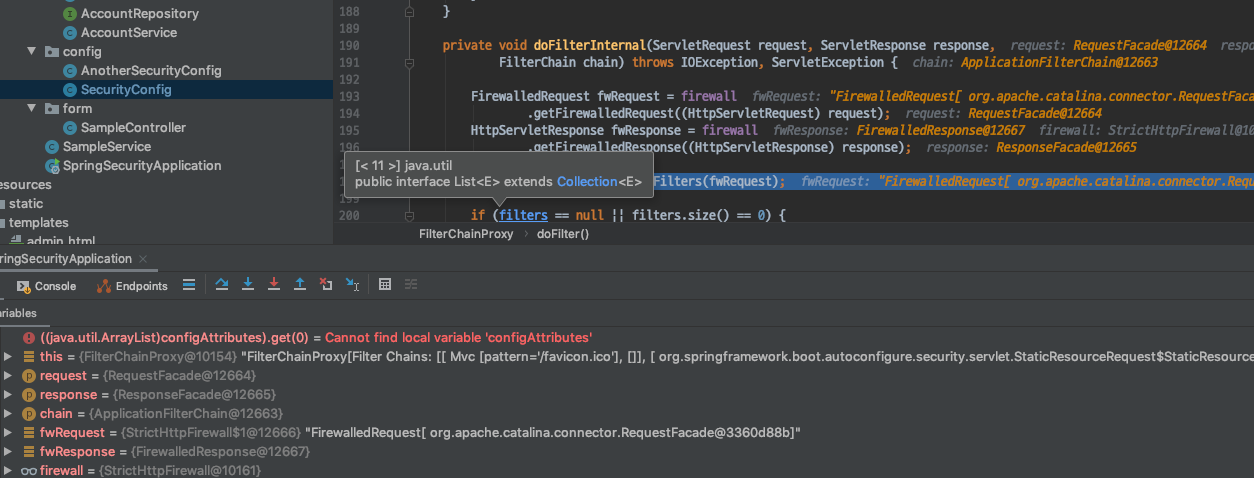 AccountRepository
AccountService
config
AnotherSecurityConfig
SecurityConfig
form
SampleController
SampleService
SpringSecurityApplication
esources
static
templates
admin.html
188 }
189
190 private void doFilterInternal(ServletRequest request, ServletResponse response, request: RequestFacade@12664 respo
191 FilterChain chain) throws IOException, ServletException { chain: ApplicationFilterChain@12663
192
193 FirewalledRequest fwRequest = firewall fwRequest: "FirewalledRequest[ org.apache.catalina.connector.RequestFaca
194 .getFirewalledRequest((HttpServletRequest) request); request: RequestFacade@12664
195 HttpServletResponse fwResponse = firewall fwResponse: FirewalledResponse@12667 firewall: StrictHttpFirewall@10
196 .getFirewalledResponse((HttpServletResponse) response); response: ResponseFacade@12665
[< 11 >] java.util
public interface List<E> extends Collection<E>
Filters(fwRequest); fwRequest: "FirewalledRequest[ org.apache.catalina.connector.Requ
199
200 if (filters == null || filters.size() == 0) {
FilterChainProxy › doFilter()
ringSecurityApplication ×
Console Endpoints
ariables
((java.util.ArrayList)configAttributes).get(0) = Cannot find local variable 'configAttributes'
this = {FilterChainProxy@10154} "FilterChainProxy[Filter Chains: [[ Mvc [pattern='/favicon.ico'], []], [ org.springframework.boot.autoconfigure.security.servlet.StaticResourceRequest$StaticResource
request = {RequestFacade@12664}
response = {ResponseFacade@12665}
chain = {ApplicationFilterChain@12663}
fwRequest = {StrictHttpFirewall$1@12666} "FirewalledRequest[ org.apache.catalina.connector.RequestFacade@3360d88b]"
fwResponse = {FirewalledResponse@12667}
firewall = {StrictHttpFirewall@10161}